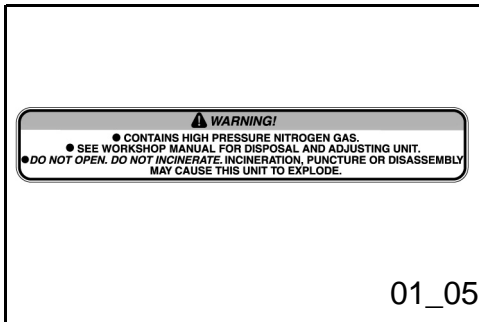 WARNING!
● CONTAINS HIGH PRESSURE NITROGEN GAS.
● SEE WORKSHOP MANUAL FOR DISPOSAL AND ADJUSTING UNIT.
● DO NOT OPEN. DO NOT INCINERATE. INCINERATION, PUNCTURE OR DISASSEMBLY
MAY CAUSE THIS UNIT TO EXPLODE.
01_05